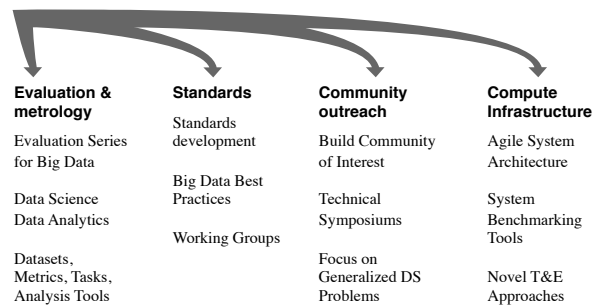 Evaluation &
metrology
Evaluation Series
for Big Data
Data Science
Data Analytics
Datasets,
Metrics, Tasks,
Analysis Tools
Standards
Standards
development
Big Data Best
Practices
Working Groups
Community
outreach
Build Community
of Interest
Technical
Symposiums
Focus on
Generalized DS
Problems
Compute
Infrastructure
Agile System
Architecture
System
Benchmarking
Tools
Novel T&E
Approaches